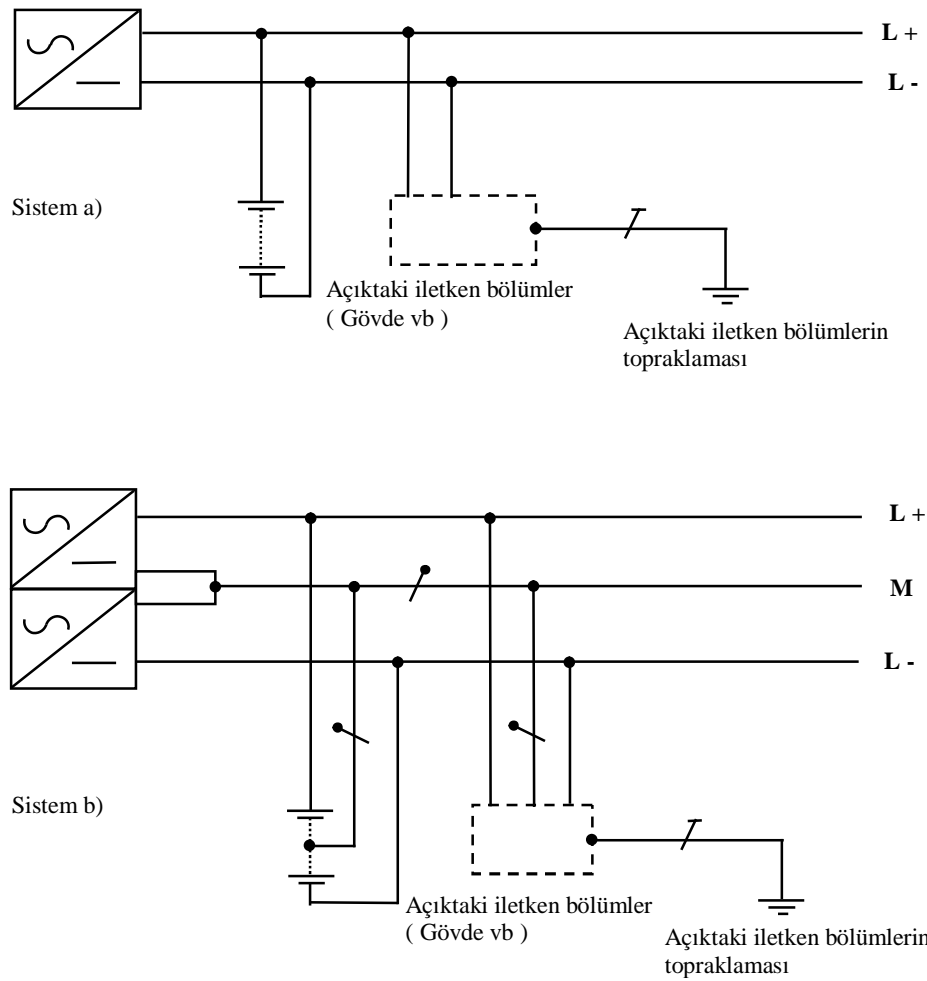 L +
L -
Sistem a)
Açıktaki iletken bölümler
( Gövde vb )
Açıktaki iletken bölümlerin
topraklaması
L +
M
L -
Sistem b)
Açıktaki iletken bölümler
( Gövde vb )
Açıktaki iletken bölümlerin
topraklaması